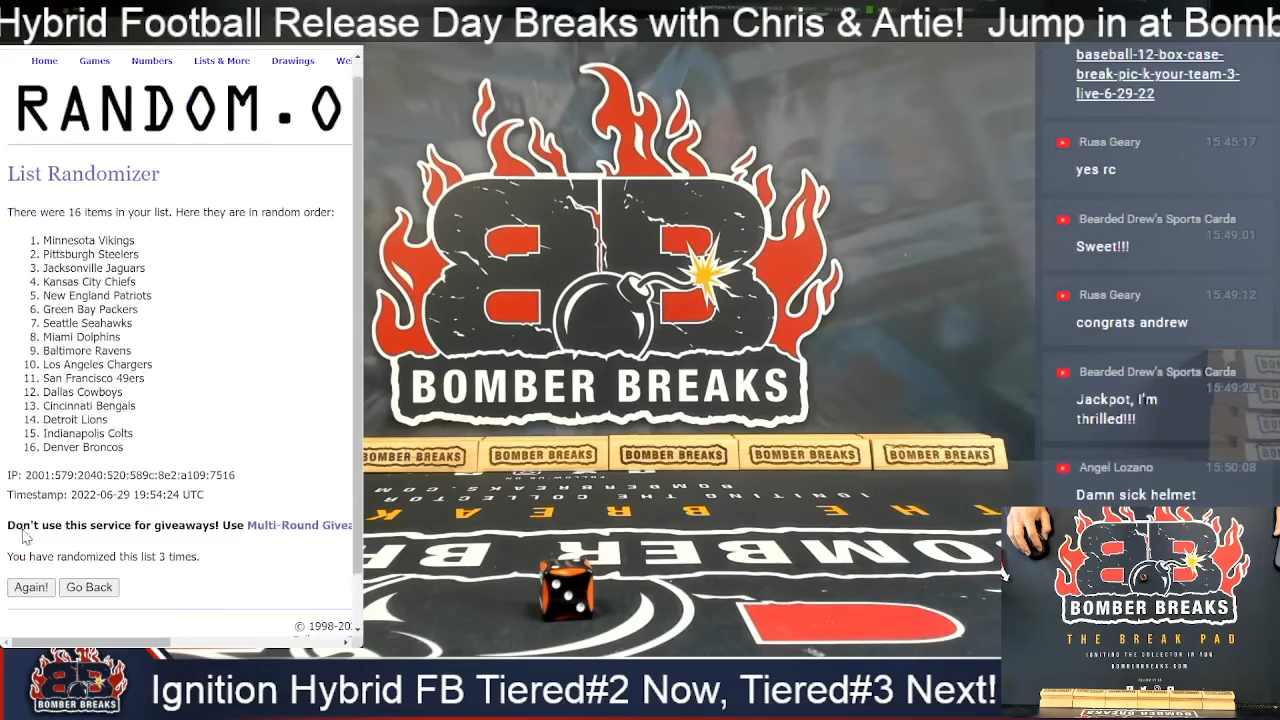 Hybrid Football Release Day Breaks with Chris & Artie!  Jump in at Bomb
Home Games Numbers Lists & More Drawings We
RANDOM.O
List Randomizer
There were 16 items in your list. Here they are in random order:
1. Minnesota Vikings
2. Pittsburgh Steelers
3. Jacksonville Jaguars
4. Kansas City Chiefs
5. New England Patriots
6. Green Bay Packers
7. Seattle Seahawks
8. Miami Dolphins
9. Baltimore Ravens
10. Los Angeles Chargers
11. San Francisco 49ers
12. Dallas Cowboys
13. Cincinnati Bengals
14. Detroit Lions
15. Indianapolis Colts
16. Denver Broncos
IP: 2001:579:2040:520:589c:8e2:a109:7516
Timestamp: 2022-06-29 19:54:24 UTC
Don't use this service for giveaways! Use Multi-Round Givea
You have randomized this list 3 times.
Again! Go Back
© 1998-20
BB
BOMBER BREAKS
BOMBER BREAKS BOMBER BREAKS BOMBER BREAKS BOMBER BREAKS BOMBER BREAKS
baseball-12-box-case-
break-pic-k-your-team-3-
live-6-29-22
Russ Geary 15:45:17
yes rc
Bearded Drew's Sports Cards
15:49:01
Sweet!!!
Russ Geary 15:49:12
congrats andrew
Bearded Drew's Sports Cards
15:49:22
Jackpot, I'm
thrilled!!!
Angel Lozano 15:50:08
Damn sick helmet
BB
BOMBER BREAKS
THE BREAK PAD
IGNITING THE COLLECTOR IN YOU
BOMBERBREAKS.COM
BOMBER BREAKS
Ignition Hybrid FB Tiered#2 Now, Tiered#3 Next!